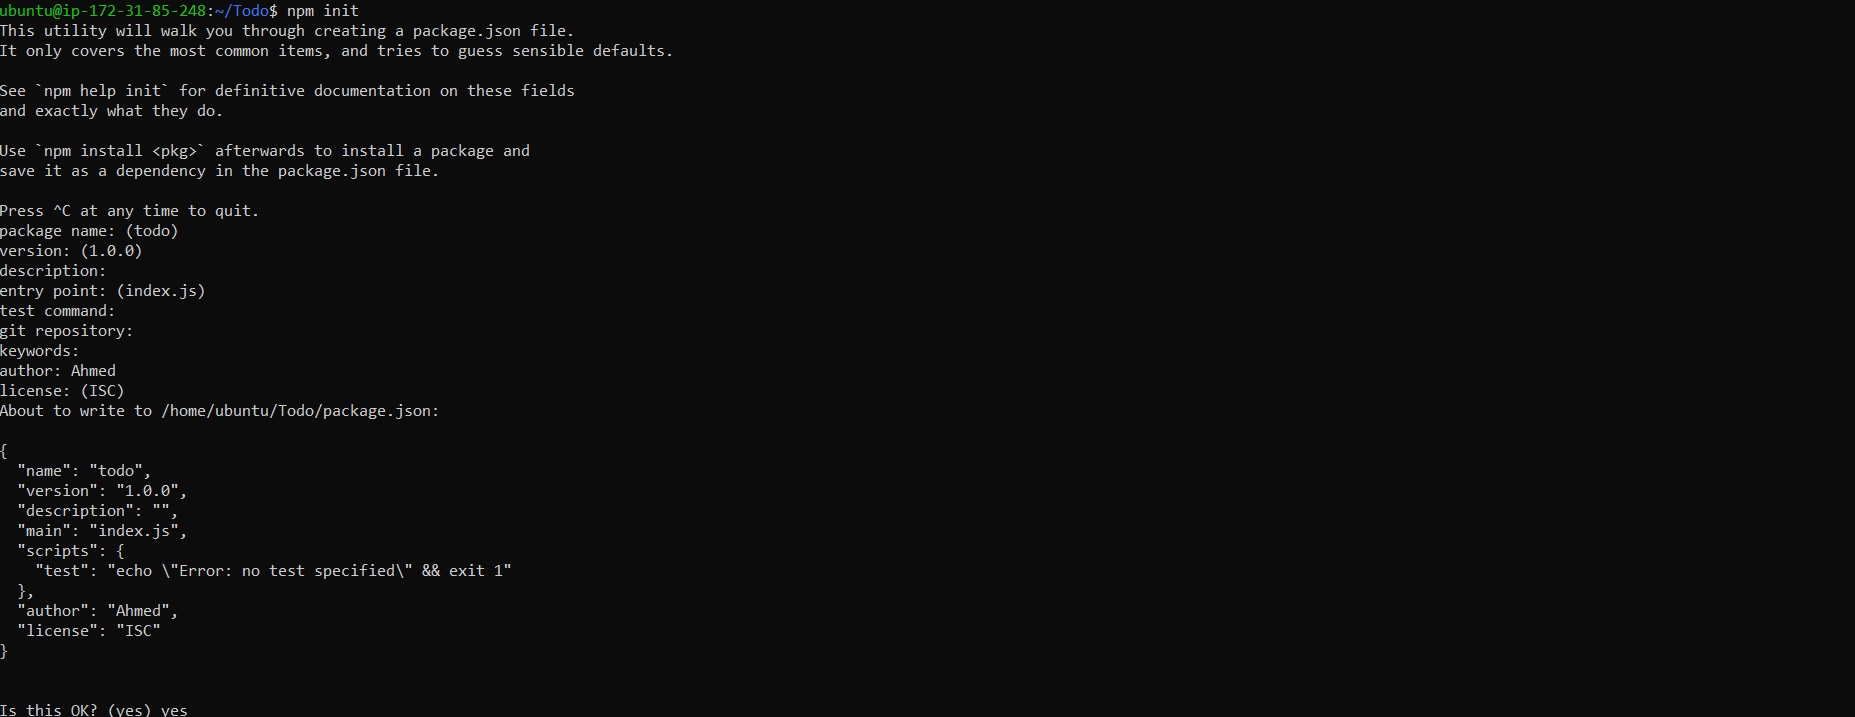 ubuntu@ip-172-31-85-248:~/Todo$ npm init
This utility will walk you through creating a package.json file.
It only covers the most common items, and tries to guess sensible defaults.

See `npm help init` for definitive documentation on these fields
and exactly what they do.

Use `npm install <pkg>` afterwards to install a package and
save it as a dependency in the package.json file.

Press ^C at any time to quit.
package name: (todo)
version: (1.0.0)
description:
entry point: (index.js)
test command:
git repository:
keywords:
author: Ahmed
license: (ISC)
About to write to /home/ubuntu/Todo/package.json:

{
  "name": "todo",
  "version": "1.0.0",
  "description": "",
  "main": "index.js",
  "scripts": {
    "test": "echo \"Error: no test specified\" && exit 1"
  },
  "author": "Ahmed",
  "license": "ISC"
}


Is this OK? (yes) yes